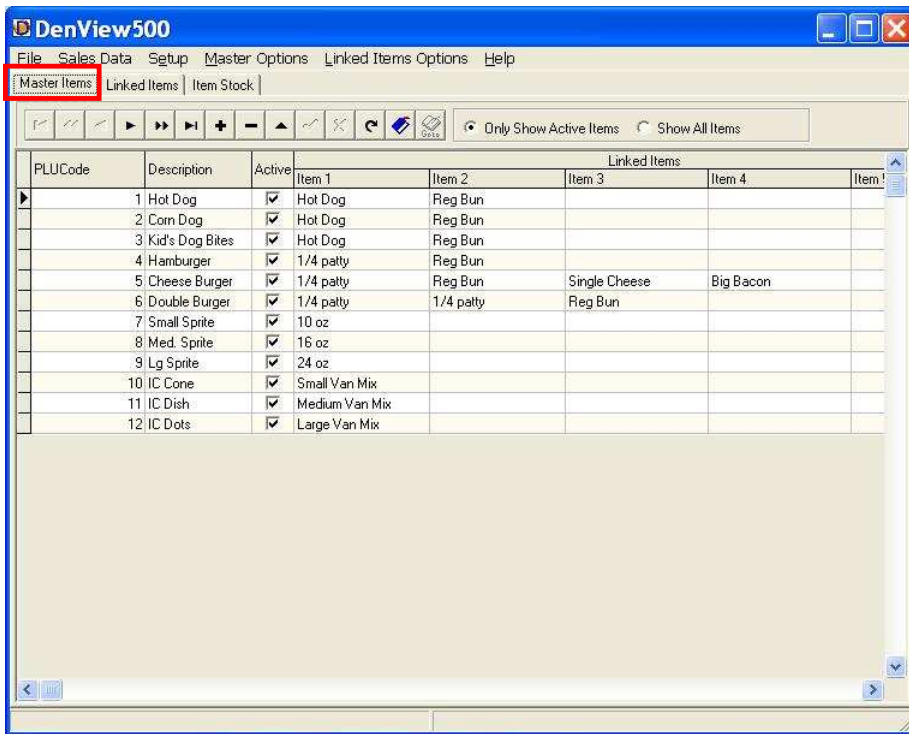 DenView500
File Sales Data Setup Master Options Linked Items Options Help
Master Items Linked Items Item Stock
Goto Only Show Active Items Show All Items
PLUCode Description Active Linked Items
Item 1 Item 2 Item 3 Item 4 Item
1 Hot Dog Hot Dog Reg Bun
2 Corn Dog Hot Dog Reg Bun
3 Kid's Dog Bites Hot Dog Reg Bun
4 Hamburger 1/4 patty Reg Bun
5 Cheese Burger 1/4 patty Reg Bun Single Cheese Big Bacon
6 Double Burger 1/4 patty 1/4 patty Reg Bun
7 Small Sprite 10 oz
8 Med. Sprite 16 oz
9 Lg Sprite 24 oz
10 IC Cone Small Van Mix
11 IC Dish Medium Van Mix
12 IC Dots Large Van Mix